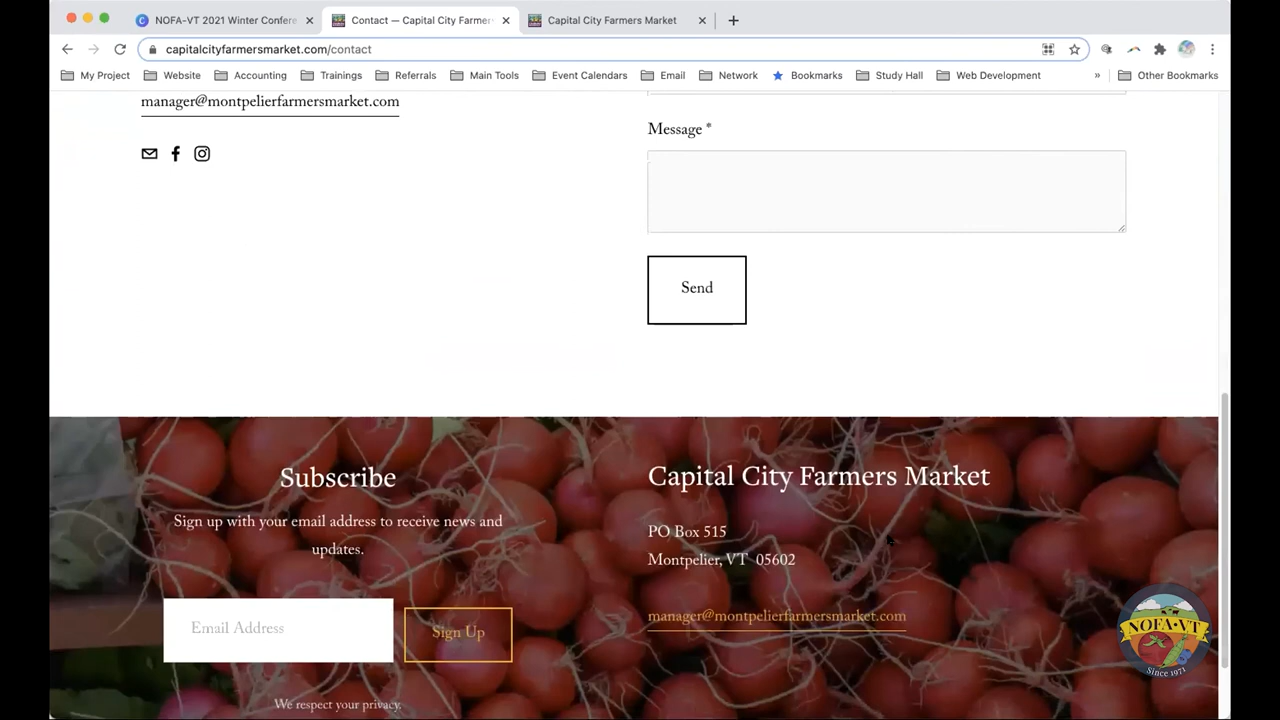 NOFA-VT 2021 Winter Confere
Contact — Capital City Farmer
Capital City Farmers Market
capitalcityfarmersmarket.com/contact
My Project
Website
Accounting
Trainings
Referrals
Main Tools
Event Calendars
Email
Network
Bookmarks
Study Hall
Web Development
»
Other Bookmarks
manager@montpelierfarmersmarket.com
Message *
Send
Subscribe
Sign up with your email address to receive news and
updates.
Email Address
Sign Up
We respect your privacy.
Capital City Farmers Market
PO Box 515
Montpelier, VT 05602
manager@montpelierfarmersmarket.com
NOFA-VT
Since 1971